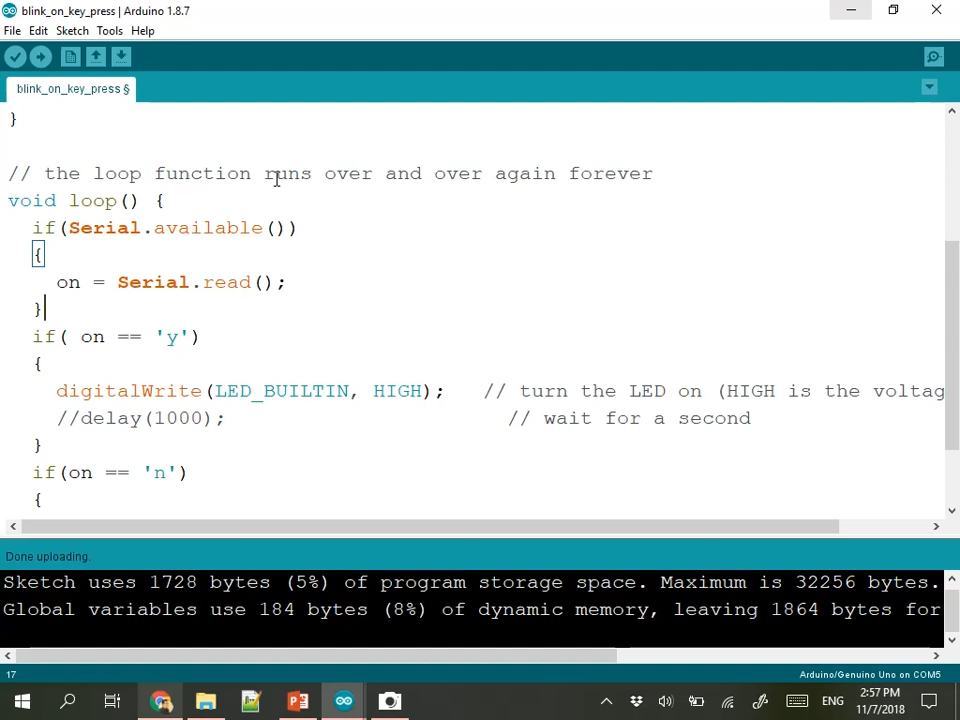 blink_on_key_press | Arduino 1.8.7
File Edit Sketch Tools Help
blink_on_key_press §
}
// the loop function runs over and over again forever
void loop() {
if(Serial.available())
{
on = Serial.read();
}
if( on == 'y')
{
digitalWrite(LED_BUILTIN, HIGH); // turn the LED on (HIGH is the voltag
//delay(1000); // wait for a second
}
if(on == 'n')
{
Done uploading.
Sketch uses 1728 bytes (5%) of program storage space. Maximum is 32256 bytes.
Global variables use 184 bytes (8%) of dynamic memory, leaving 1864 bytes for
17 Arduino/Genuino Uno on COM5
ENG 2:57 PM
11/7/2018